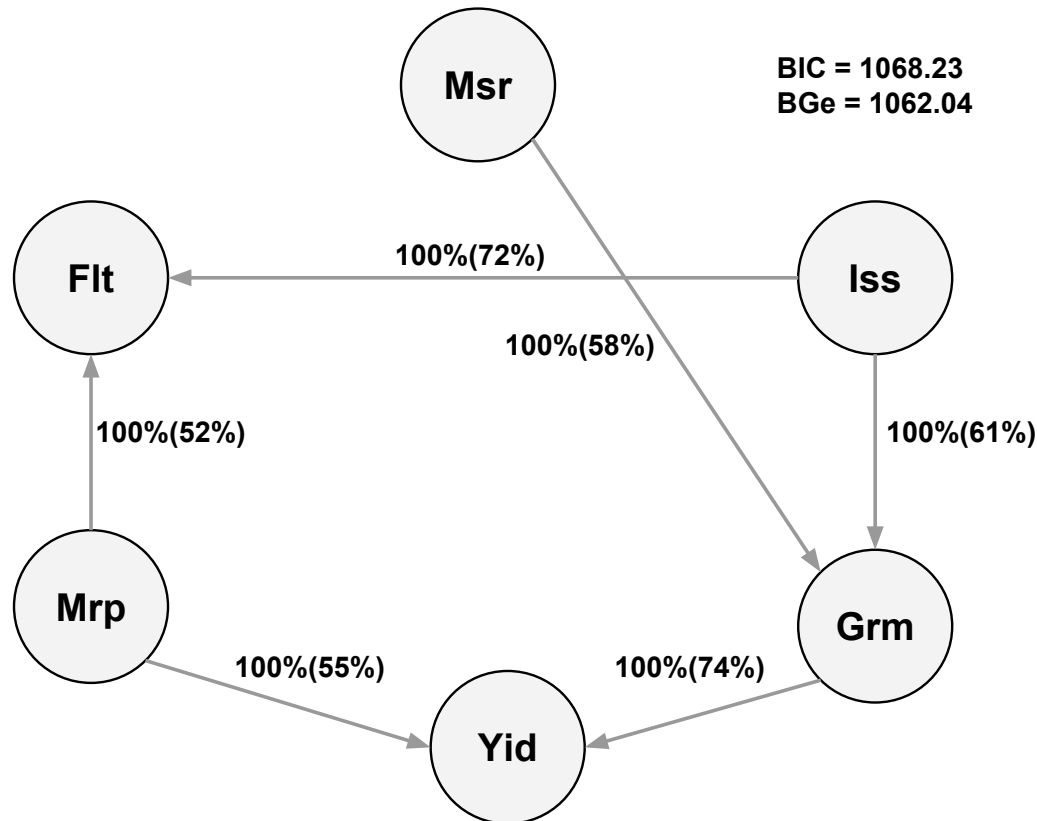 Msr
BIC = 1068.23
BGe = 1062.04
100%(72%)
Flt
Iss
100%(58%)
100%(52%)
100%(61%)
Mrp
Grm
100%(55%)
100%(74%)
Yid